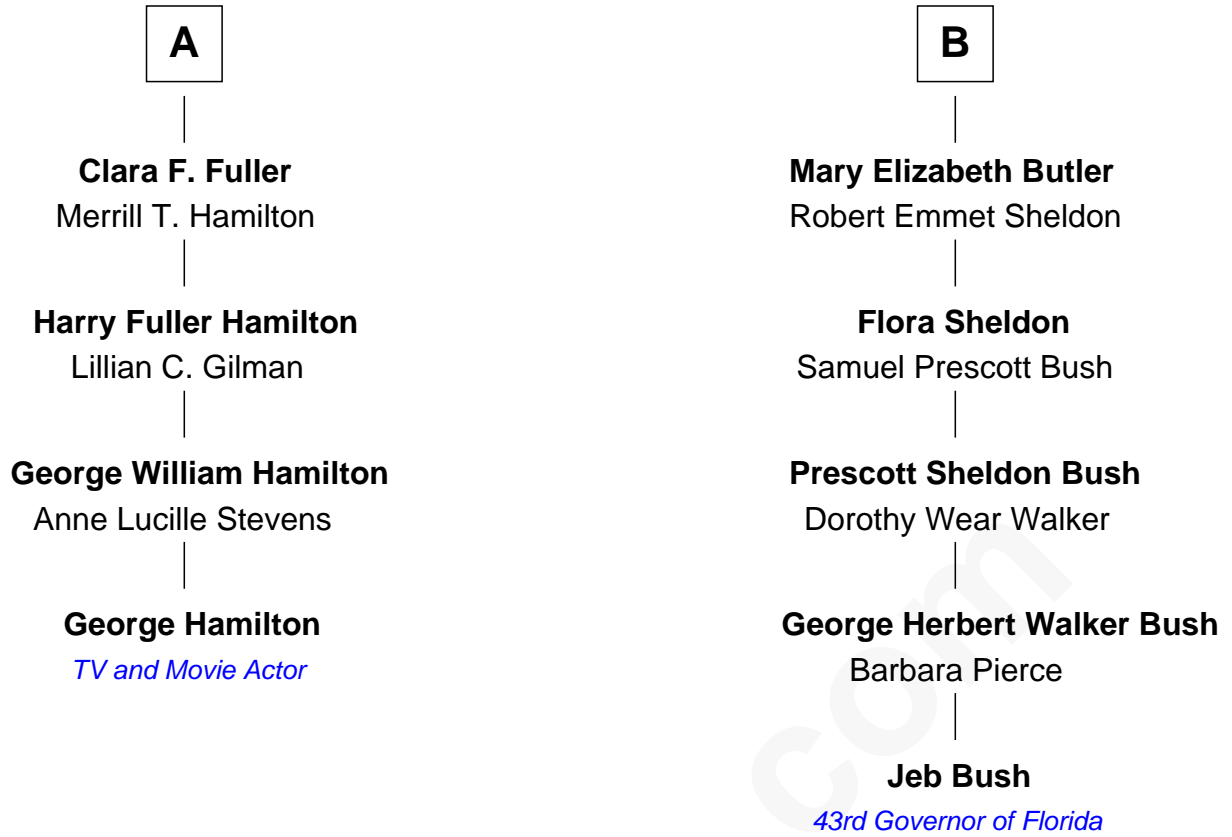 A
Clara F. Fuller
Merrill T. Hamilton
Harry Fuller Hamilton
Lillian C. Gilman
George William Hamilton
Anne Lucille Stevens
George Hamilton
TV and Movie Actor
B
Mary Elizabeth Butler
Robert Emmet Sheldon
Flora Sheldon
Samuel Prescott Bush
Prescott Sheldon Bush
Dorothy Wear Walker
George Herbert Walker Bush
Barbara Pierce
Jeb Bush
43rd Governor of Florida
com